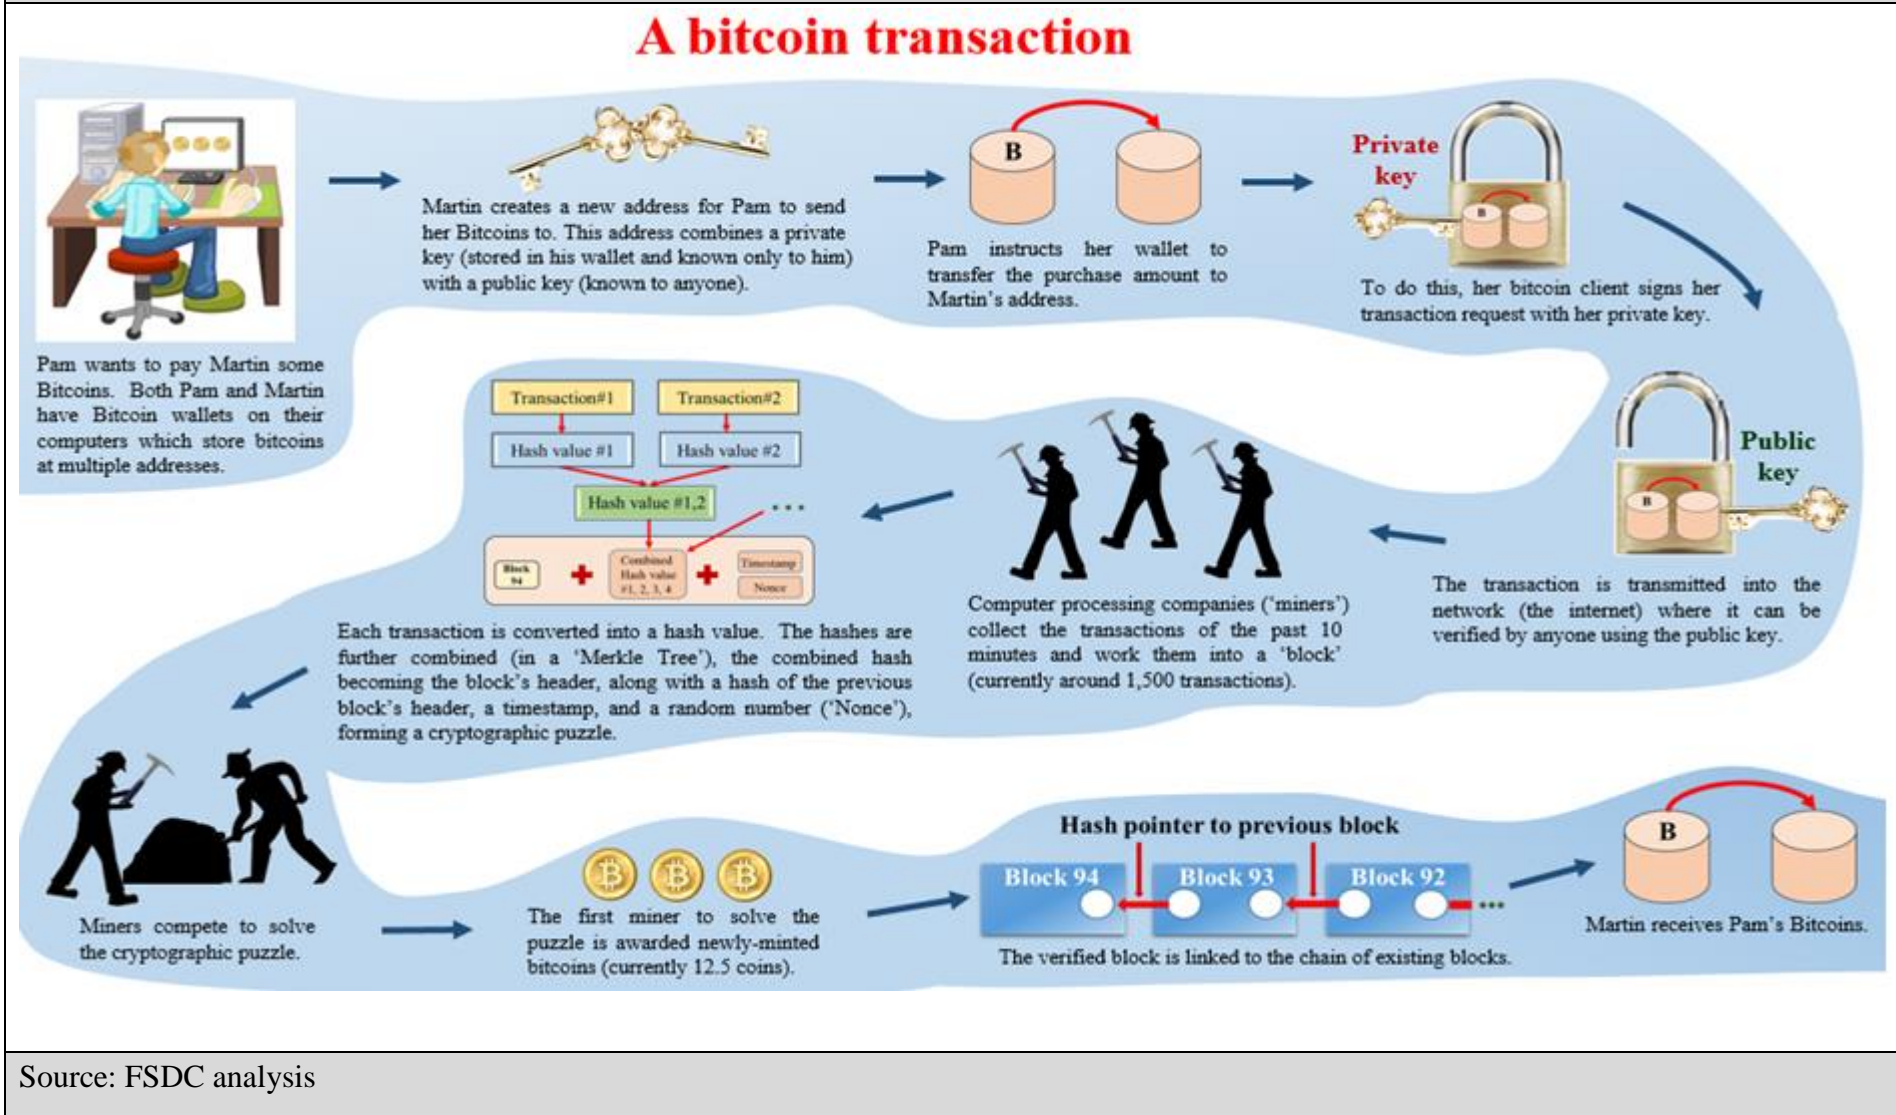 A bitcoin transaction
Pam wants to pay Martin some
Bitcoins. Both Pam and Martin
have Bitcoin wallets on their
computers which store bitcoins
at multiple addresses.
Martin creates a new address for Pam to send
her Bitcoins to. This address combines a private
key (stored in his wallet and known only to him)
with a public key (known to anyone).
B
Pam instructs her wallet to
transfer the purchase amount to
Martin's address.
Private
key
B
To do this, her bitcoin client signs her
transaction request with her private key.
Public
key
B
The transaction is transmitted into the
network (the internet) where it can be
verified by anyone using the public key.
Computer processing companies ('miners')
collect the transactions of the past 10
minutes and work them into a 'block'
(currently around 1,500 transactions).
Transaction#1
Transaction#2
Hash value #1
Hash value #2
Hash value #1,2
...
Block
94
+
Combined
Hash value
#1, 2, 3, 4
+
Timestamp
Nonce
Each transaction is converted into a hash value. The hashes are
further combined (in a 'Merkle Tree'), the combined hash
becoming the block's header, along with a hash of the previous
block's header, a timestamp, and a random number ('Nonce'),
forming a cryptographic puzzle.
Miners compete to solve
the cryptographic puzzle.
The first miner to solve the
puzzle is awarded newly-minted
bitcoins (currently 12.5 coins).
Hash pointer to previous block
Block 94
Block 93
Block 92
...
The verified block is linked to the chain of existing blocks.
B
Martin receives Pam's Bitcoins.
Source: FSDC analysis